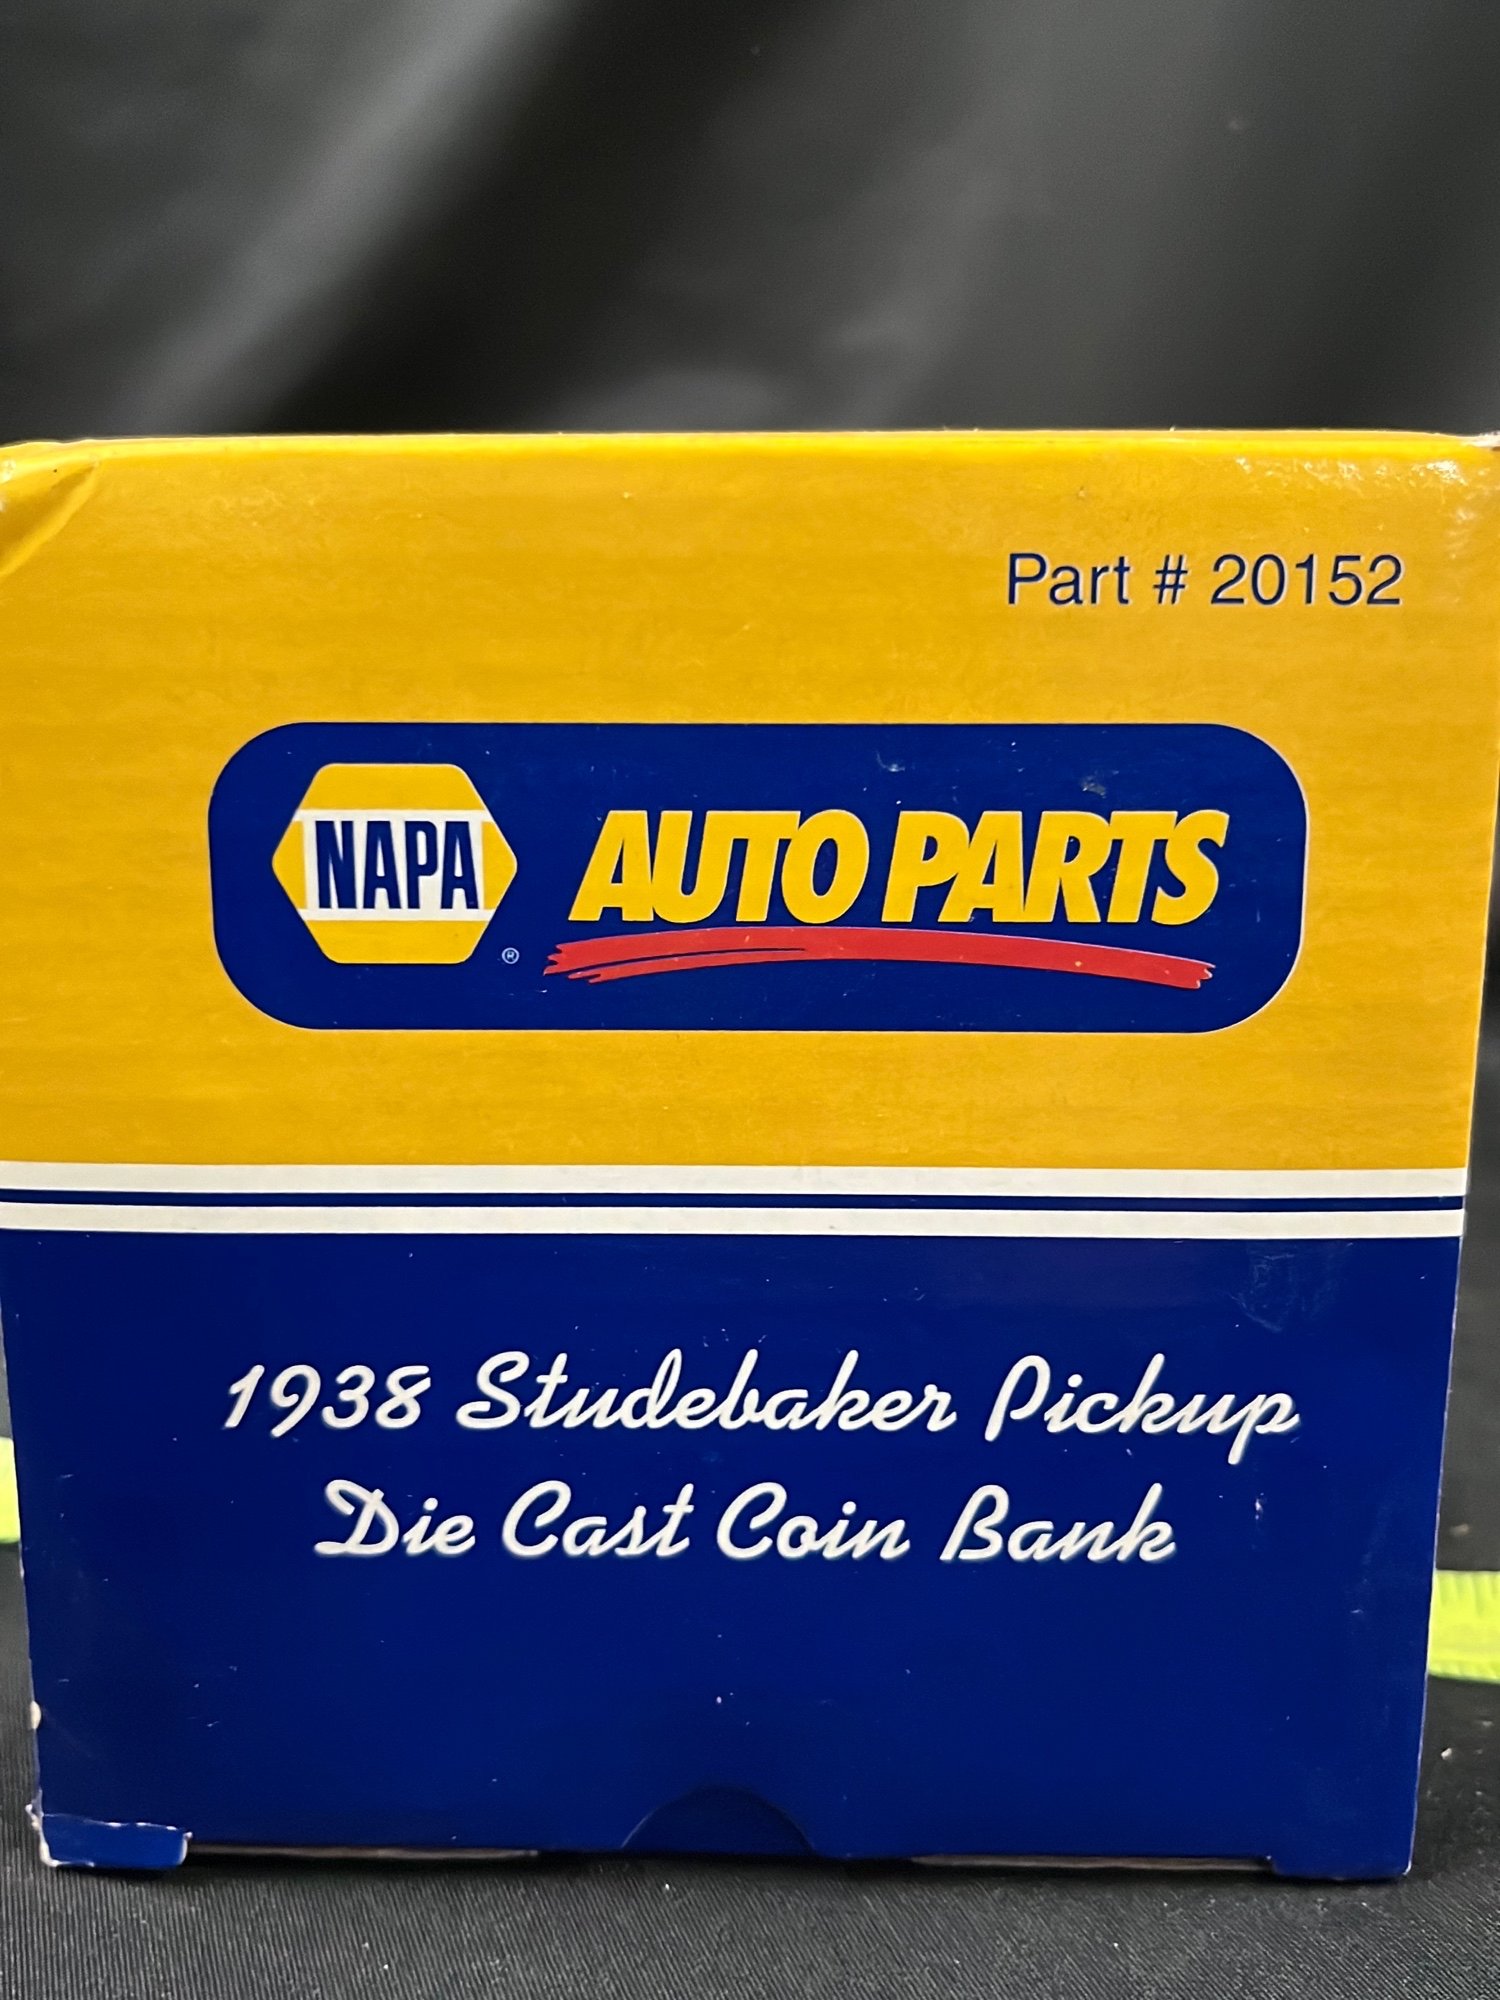 Part # 20152
NAPA ® AUTO PARTS
1938 Studebaker Pickup
Die Cast Coin Bank